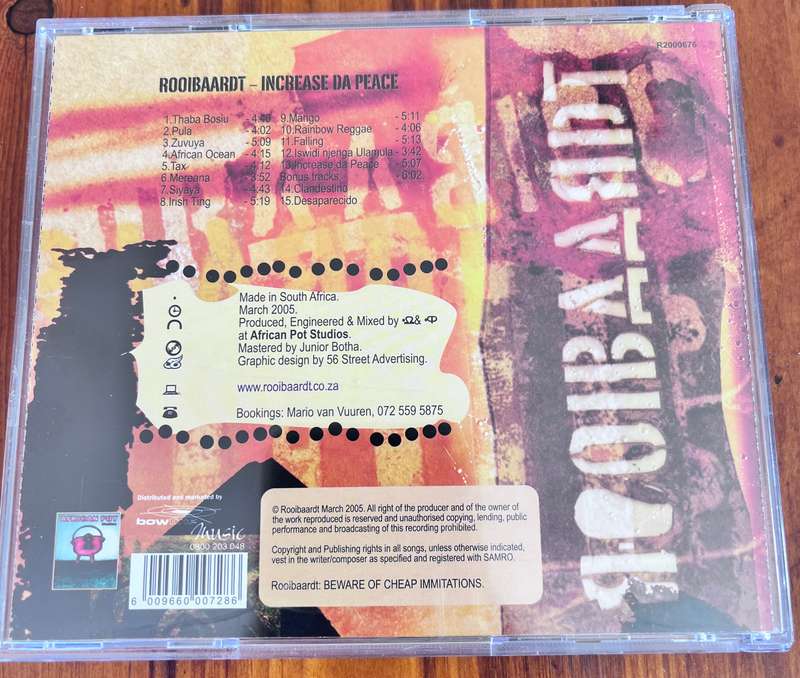 R2000676
ROOIBAARDT – INCREASE DA PEACE
1.Thaba Bosiu - 4:40
2.Pula - 4:02
3.Zuvuya - 5:09
4.African Ocean - 4:15
5.Tax - 4:12
6.Mereana - 3:52
7.Siyaya - 4:43
8.Irish Ting - 5:19
9.Mango - 5:11
10.Rainbow Reggae - 4:06
11.Falling - 5:13
12.Iswidi njenga Ulamula - 3:42
13.Increase da Peace - 5:07
Bonus tracks - 6:02
14.Clandestino
15.Desaparecido
Made in South Africa.
March 2005.
Produced, Engineered & Mixed by &
at African Pot Studios.
Mastered by Junior Botha.
Graphic design by 56 Street Advertising.
www.rooibaardt.co.za
Bookings: Mario van Vuuren, 072 559 5875
ROOIBAARDT
AFRICAN POT
Distributed and marketed by
bowline
Music
0800 203 048
6 009660 007286
© Rooibaardt March 2005. All right of the producer and of the owner of
the work reproduced is reserved and unauthorised copying, lending, public
performance and broadcasting of this recording prohibited.
Copyright and Publishing rights in all songs, unless otherwise indicated,
vest in the writer/composer as specified and registered with SAMRO.
Rooibaardt: BEWARE OF CHEAP IMMITATIONS.